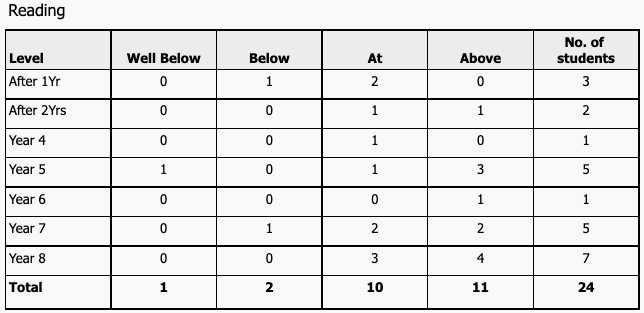 Reading
Level Well Below Below At Above No. of students
After 1Yr 0 1 2 0 3
After 2Yrs 0 0 1 1 2
Year 4 0 0 1 0 1
Year 5 1 0 1 3 5
Year 6 0 0 0 1 1
Year 7 0 1 2 2 5
Year 8 0 0 3 4 7
Total 1 2 10 11 24